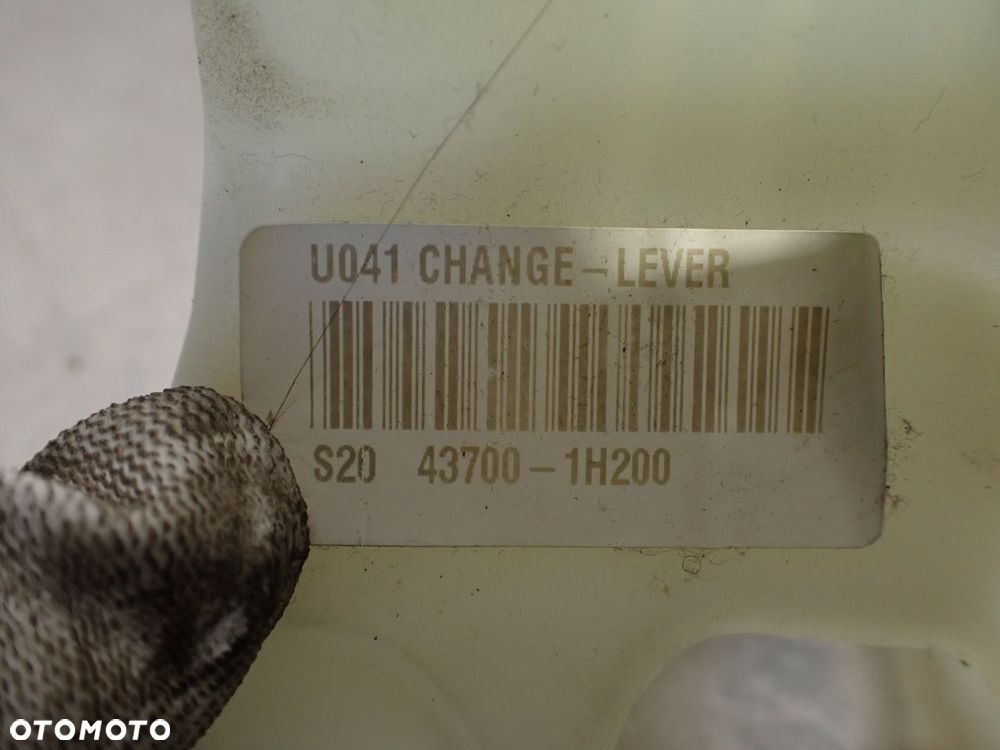 U041 CHANGE-LEVER
S20 43700-1H200
OTOMOTO